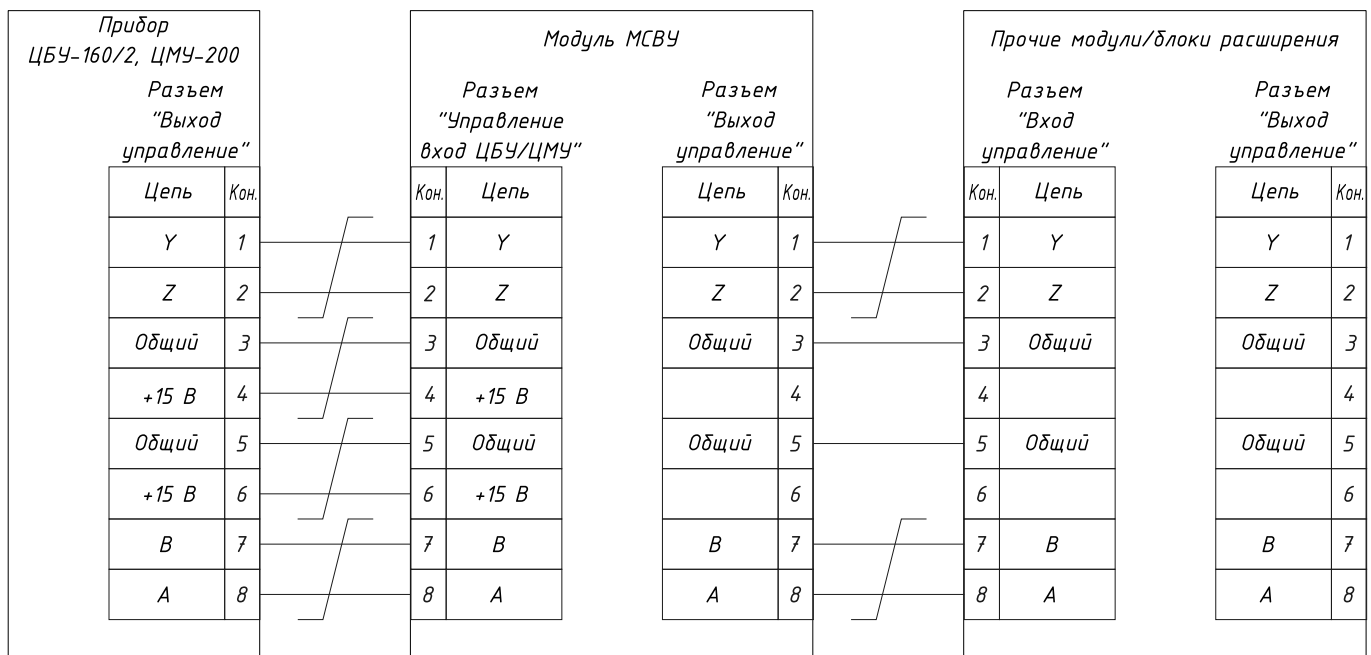 Прибор
ЦБУ-160/2, ЦМУ-200
Разъем
"Выход
управление"
Цепь Кон.
Y 1
Z 2
Общий 3
+15 В 4
Общий 5
+15 В 6
B 7
A 8
Модуль МСВУ
Разъем
"Управление
вход ЦБУ/ЦМУ"
Кон. Цепь
1 Y
2 Z
3 Общий
4 +15 В
5 Общий
6 +15 В
7 B
8 A
Разъем
"Выход
управление"
Цепь Кон.
Y 1
Z 2
Общий 3
4
Общий 5
6
B 7
A 8
Прочие модули/блоки расширения
Разъем
"Вход
управление"
Кон. Цепь
1 Y
2 Z
3 Общий
4
5 Общий
6
7 B
8 A
Разъем
"Выход
управление"
Цепь Кон.
Y 1
Z 2
Общий 3
4
Общий 5
6
B 7
A 8